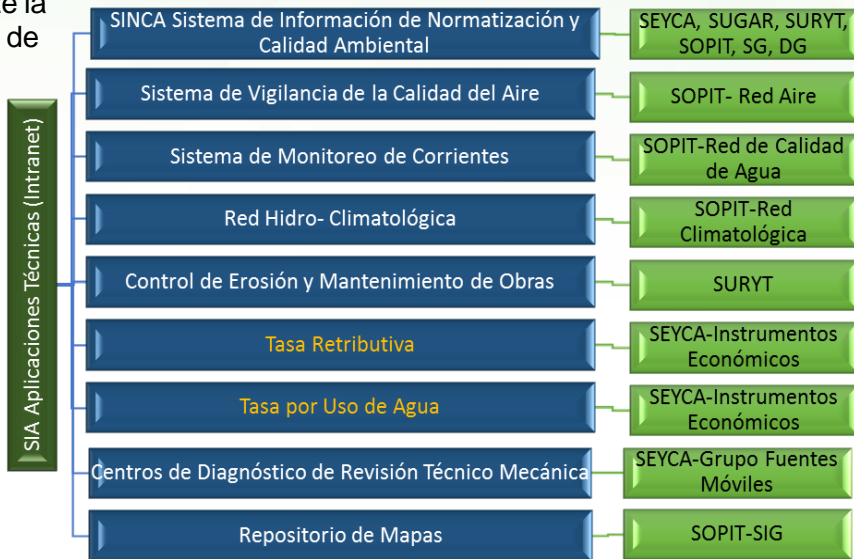 te la
de
SIA Aplicaciones Técnicas (Intranet)
SINCA Sistema de Información de Normatización y
Calidad Ambiental
SEYCA, SUGAR, SURYT,
SOPIT, SG, DG
Sistema de Vigilancia de la Calidad del Aire
SOPIT- Red Aire
Sistema de Monitoreo de Corrientes
SOPIT-Red de Calidad
de Agua
Red Hidro- Climatológica
SOPIT-Red
Climatológica
Control de Erosión y Mantenimiento de Obras
SURYT
Tasa Retributiva
SEYCA-Instrumentos
Económicos
Tasa por Uso de Agua
SEYCA-Instrumentos
Económicos
Centros de Diagnóstico de Revisión Técnico Mecánica
SEYCA-Grupo Fuentes
Móviles
Repositorio de Mapas
SOPIT-SIG